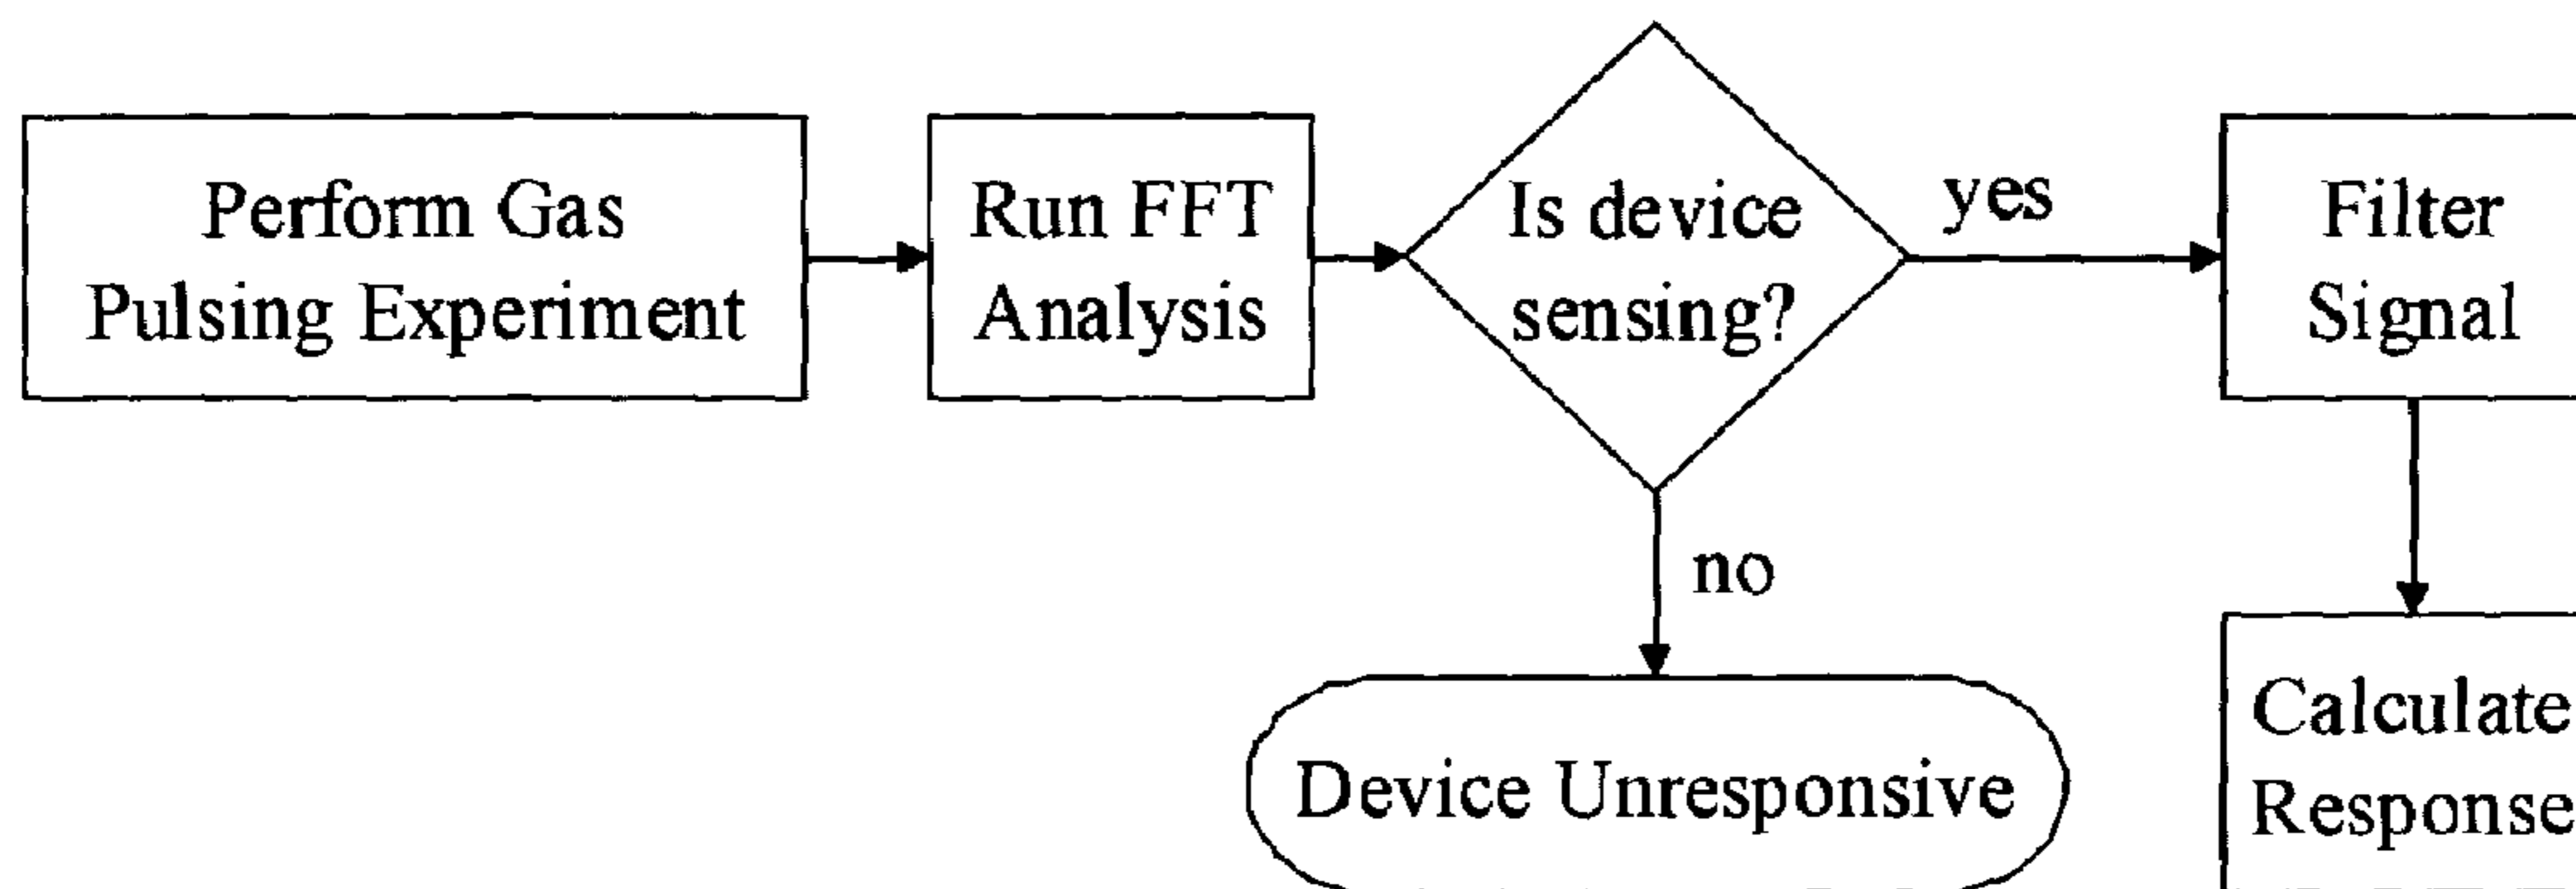 Perform Gas
Pulsing Experiment
Run FFT
Analysis
Is device
sensing?
yes
Filter
Signal
no
Device Unresponsive
Calculate
Response